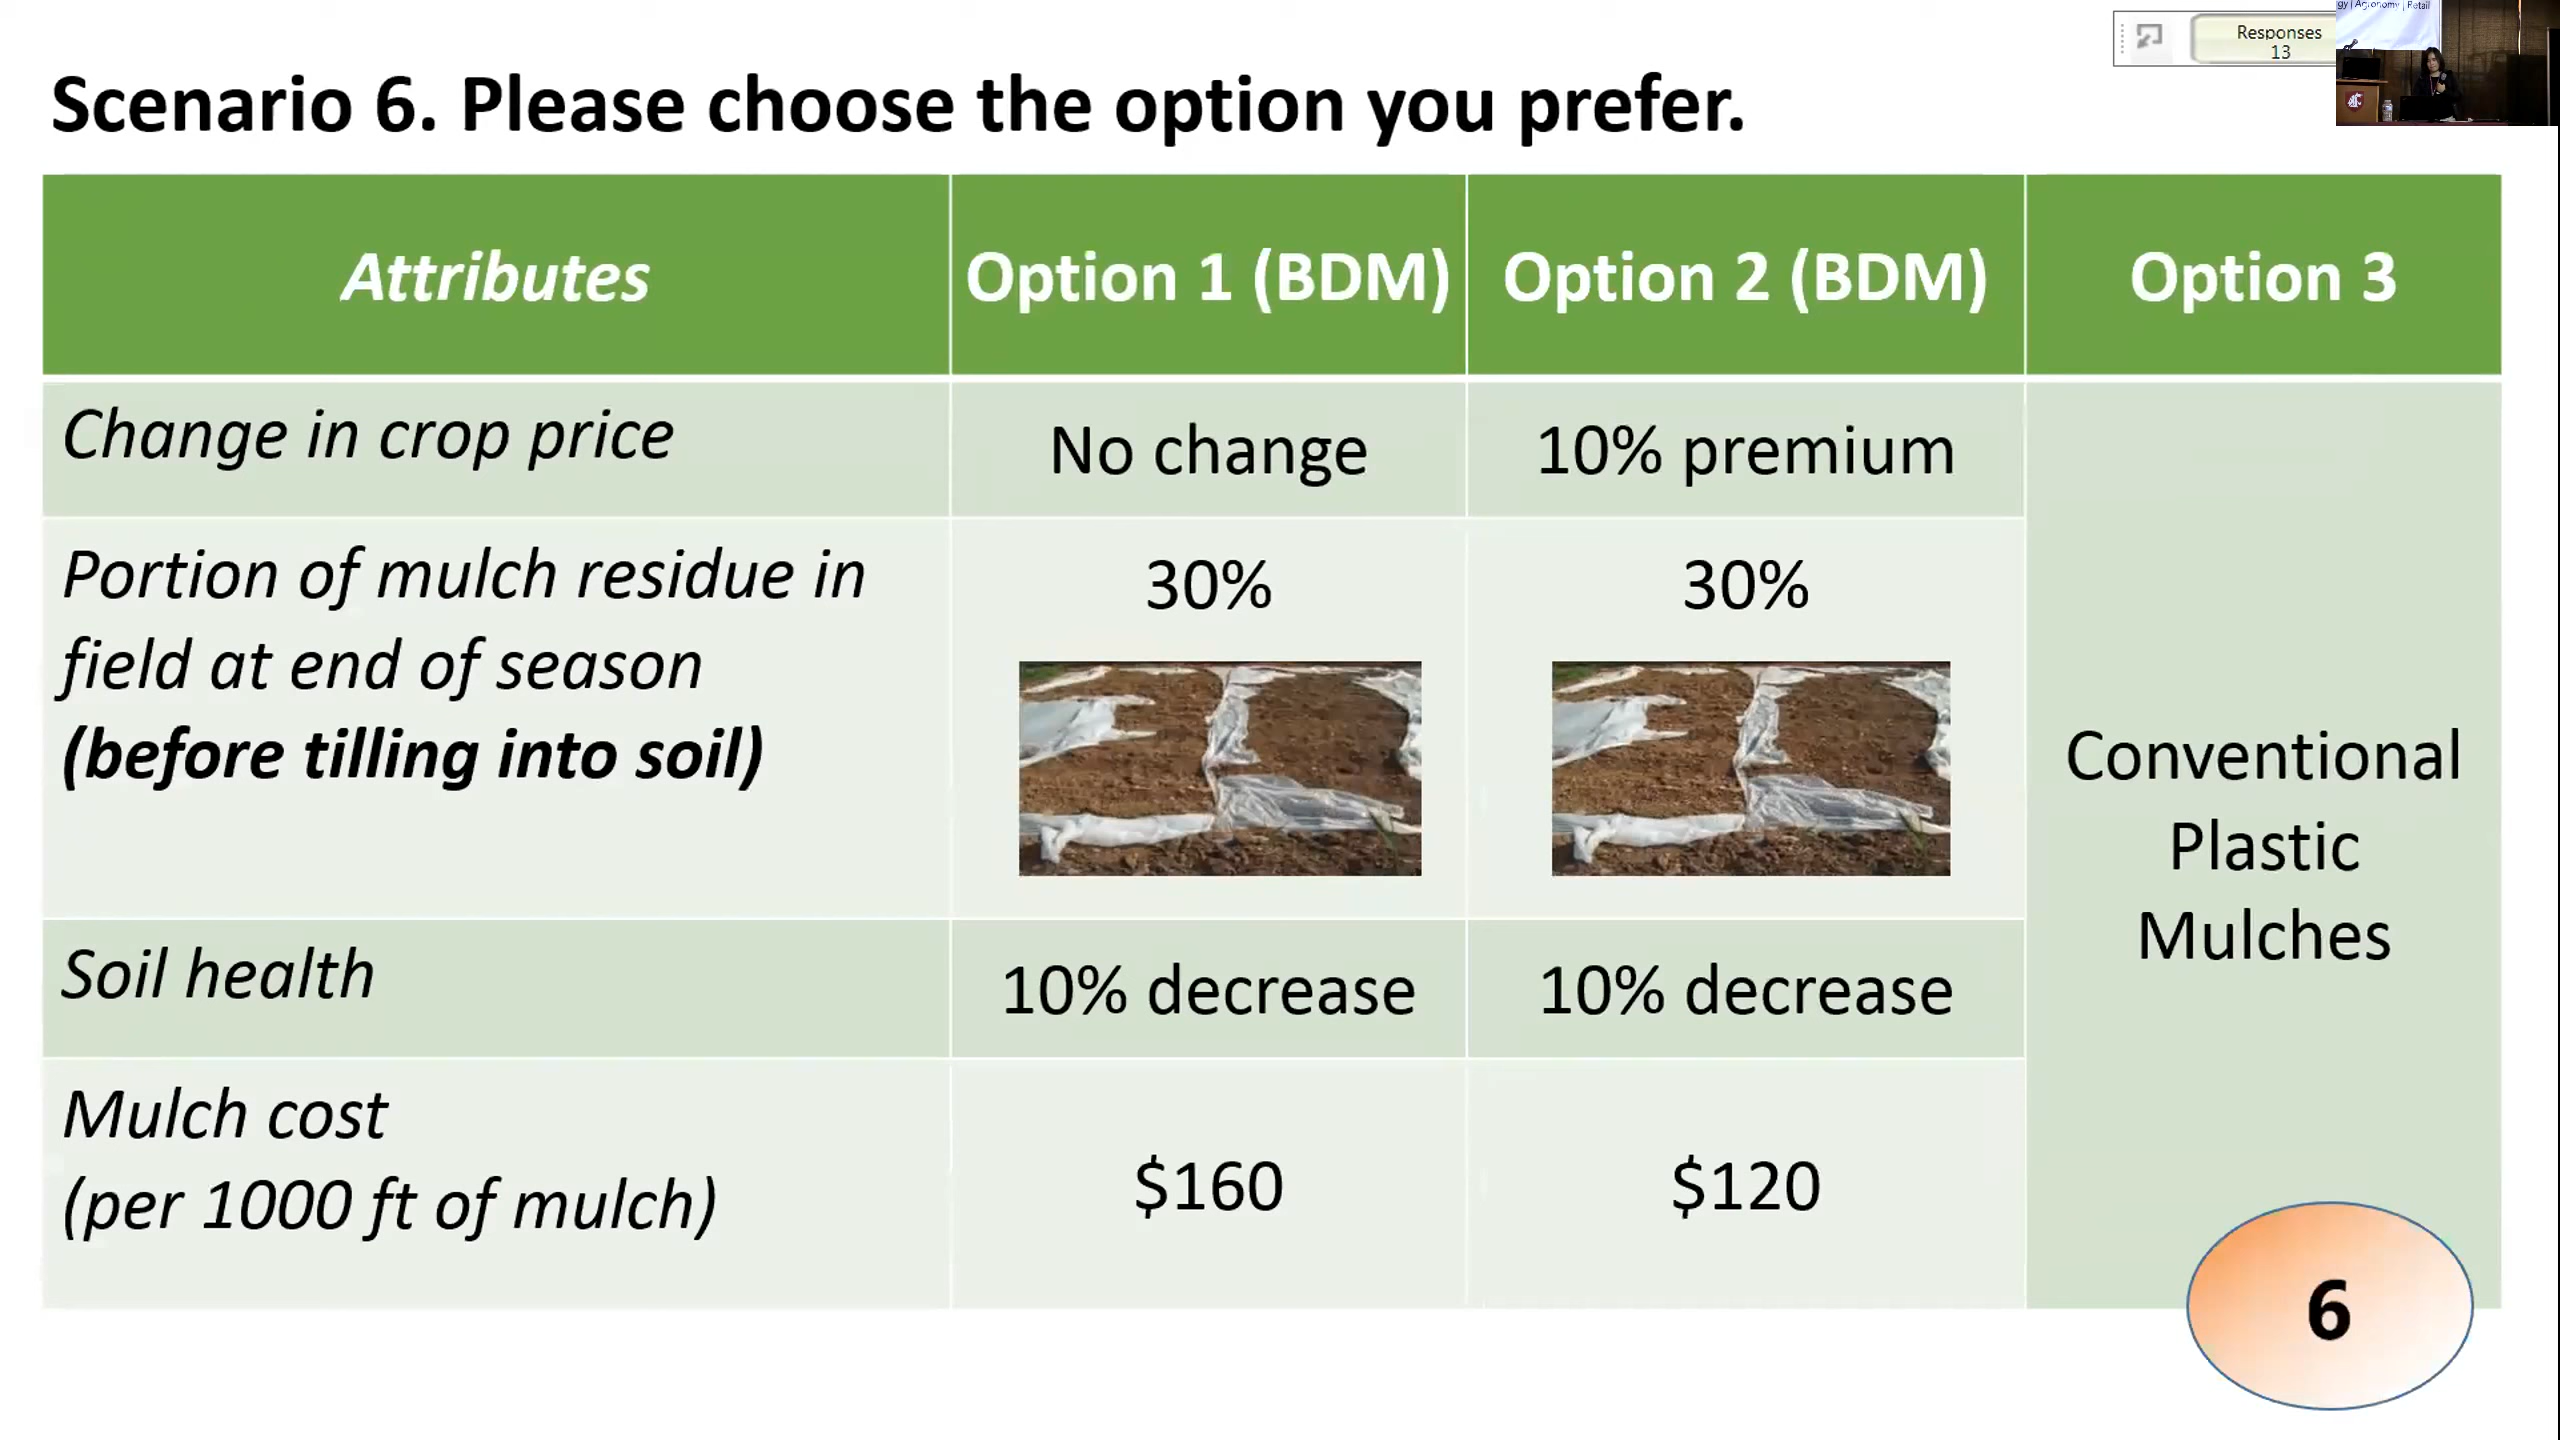 gy | Agronomy | Retail
Responses
13
Scenario 6. Please choose the option you prefer.
Attributes
Option 1 (BDM)
Option 2 (BDM)
Option 3
Change in crop price
No change
10% premium
Portion of mulch residue in
field at end of season
(before tilling into soil)
30%
30%
Soil health
10% decrease
10% decrease
Mulch cost
(per 1000 ft of mulch)
$160
$120
Conventional
Plastic
Mulches
6